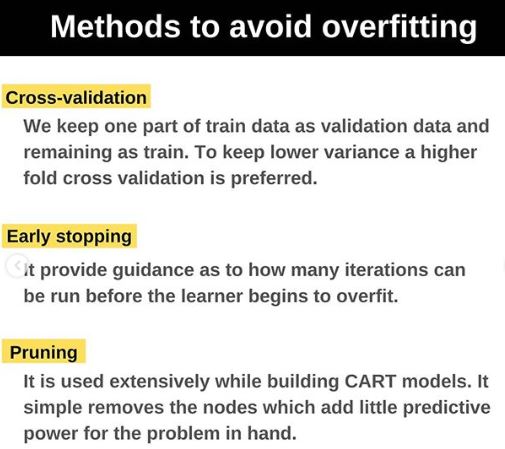 Methods to avoid overfitting
Cross-validation
We keep one part of train data as validation data and
remaining as train. To keep lower variance a higher
fold cross validation is preferred.
Early stopping
It provide guidance as to how many iterations can
be run before the learner begins to overfit.
Pruning
It is used extensively while building CART models. It
simple removes the nodes which add little predictive
power for the problem in hand.